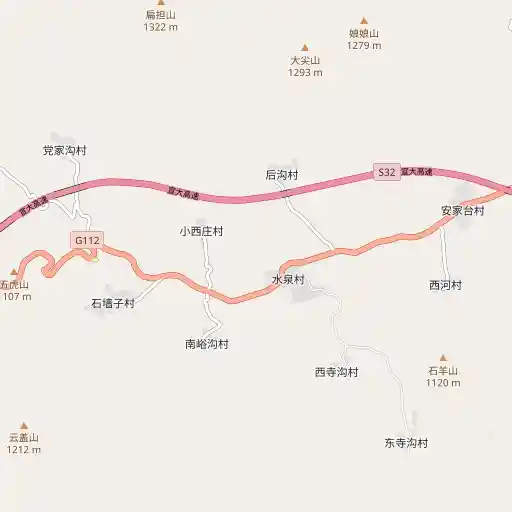 扁担山
1322 m
娘娘山
1279 m
大尖山
1293 m
党家沟村
后沟村
S32
宣大高速
宣大高速
宣大高速
安家台村
小西庄村
G112
五虎山
107 m
水泉村
西河村
石墙子村
南峪沟村
西寺沟村
石羊山
1120 m
云盖山
1212 m
东寺沟村